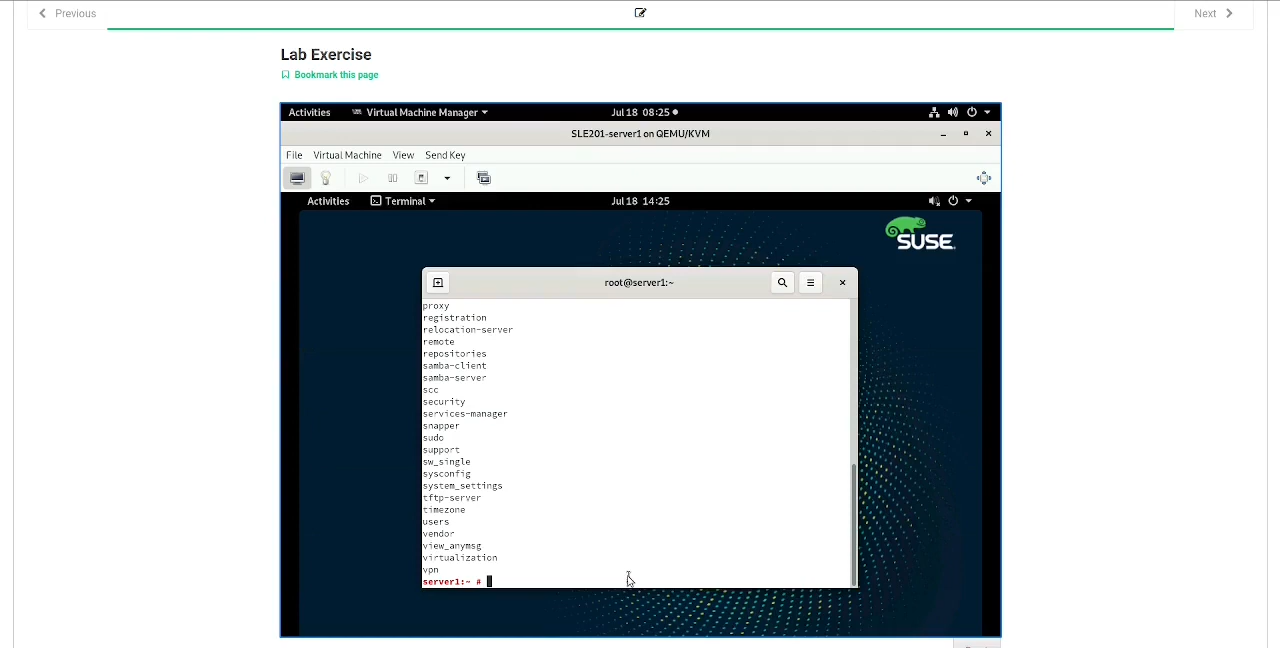 Previous
Next
Lab Exercise
Bookmark this page
Activities Virtual Machine Manager Jul 18 08:25
SLE201-server1 on QEMU/KVM
File Virtual Machine View Send Key
Activities Terminal Jul 18 14:25
SUSE
root@server1:~
proxy
registration
relocation-server
remote
repositories
samba-client
samba-server
scc
security
services-manager
snapper
sudo
support
sw_single
sysconfig
system_settings
tftp-server
timezone
users
vendor
view_anymsg
virtualization
vpn
server1:~ #